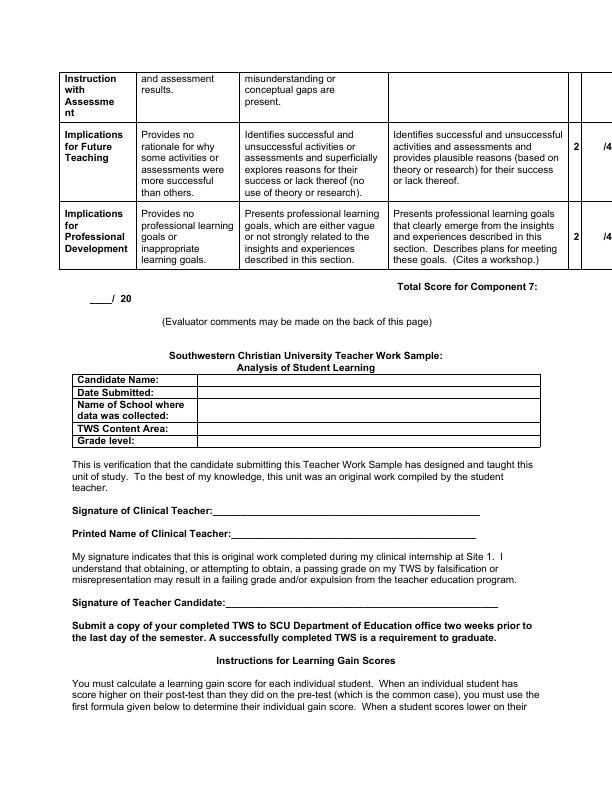 Instruction
with
Assessme
nt
and assessment
results.
misunderstanding or
conceptual gaps are
present.
Implications
for Future
Teaching
Provides no
rationale for why
some activities or
assessments were
more successful
than others.
Identifies successful and
unsuccessful activities or
assessments and superficially
explores reasons for their
success or lack thereof (no
use of theory or research).
Identifies successful and unsuccessful
activities and assessments and
provides plausible reasons (based on
theory or research) for their success
or lack thereof.
2
/4
Implications
for
Professional
Development
Provides no
professional learning
goals or
inappropriate
learning goals.
Presents professional learning
goals, which are either vague
or not strongly related to the
insights and experiences
described in this section.
Presents professional learning goals
that clearly emerge from the insights
and experiences described in this
section.  Describes plans for meeting
these goals.  (Cites a workshop.)
2
/4
Total Score for Component 7:
____/  20
(Evaluator comments may be made on the back of this page)
Southwestern Christian University Teacher Work Sample:
Analysis of Student Learning
Candidate Name:
Date Submitted:
Name of School where
data was collected:
TWS Content Area:
Grade level:
This is verification that the candidate submitting this Teacher Work Sample has designed and taught this
unit of study.  To the best of my knowledge, this unit was an original work compiled by the student
teacher.
Signature of Clinical Teacher:________________________________________________
Printed Name of Clinical Teacher:____________________________________________
My signature indicates that this is original work completed during my clinical internship at Site 1.  I
understand that obtaining, or attempting to obtain, a passing grade on my TWS by falsification or
misrepresentation may result in a failing grade and/or expulsion from the teacher education program.
Signature of Teacher Candidate:_________________________________________________
Submit a copy of your completed TWS to SCU Department of Education office two weeks prior to
the last day of the semester. A successfully completed TWS is a requirement to graduate.
Instructions for Learning Gain Scores
You must calculate a learning gain score for each individual student.  When an individual student has
score higher on their post-test than they did on the pre-test (which is the common case), you must use the
first formula given below to determine their individual gain score.  When a student scores lower on their